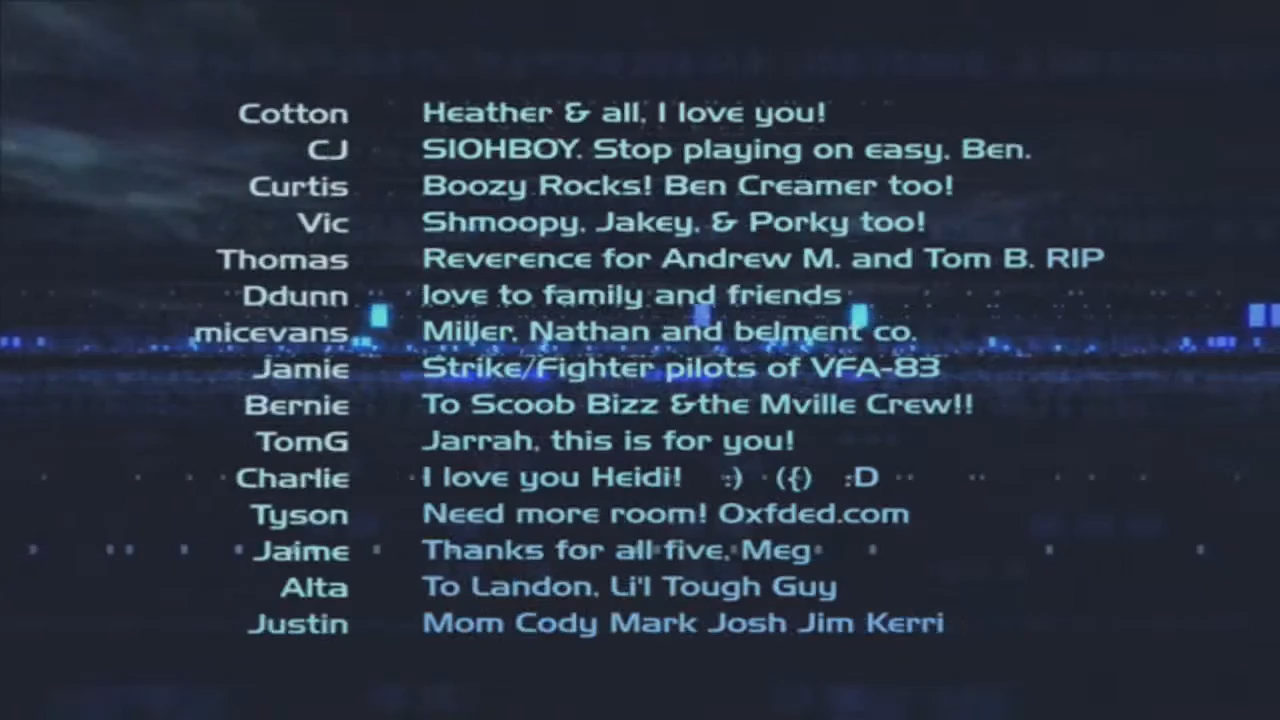 Cotton Heather & all, I love you!
CJ SIOHBOY. Stop playing on easy, Ben.
Curtis Boozy Rocks! Ben Creamer too!
Vic Shmoopy, Jakey, & Porky too!
Thomas Reverence for Andrew M. and Tom B. RIP
Ddunn love to family and friends
micevans Miller, Nathan and belment co.
Jamie Strike/Fighter pilots of VFA-83
Bernie To Scoob Bizz &the Mville Crew!!
TomG Jarrah, this is for you!
Charlie I love you Heidi! :) ({) :D
Tyson Need more room! Oxfded.com
Jaime Thanks for all five, Meg
Alta To Landon, Li'l Tough Guy
Justin Mom Cody Mark Josh Jim Kerri